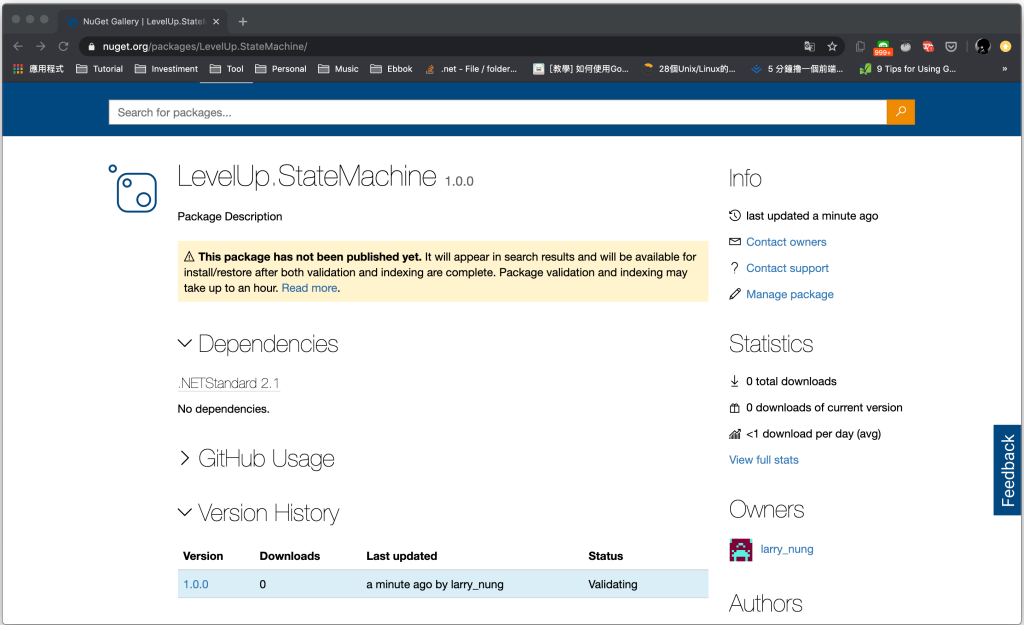 NuGet Gallery | LevelUp.State
nuget.org/packages/LevelUp.StateMachine/
999+
應用程式 Tutorial Investiment Tool Personal Music Ebbok .net - File / folder... [教學] 如何使用Go... 28個Unix/Linux的... 5 分鐘擼一個前端... 9 Tips for Using G... »
Search for packages...
LevelUp.StateMachine 1.0.0
Package Description
This package has not been published yet. It will appear in search results and will be available for
install/restore after both validation and indexing are complete. Package validation and indexing may
take up to an hour. Read more.
Dependencies
.NETStandard 2.1
No dependencies.
GitHub Usage
Version History
Version Downloads Last updated Status
1.0.0 0 a minute ago by larry_nung Validating
Info
last updated a minute ago
Contact owners
? Contact support
Manage package
Statistics
0 total downloads
0 downloads of current version
<1 download per day (avg)
View full stats
Owners
larry_nung
Authors
Feedback